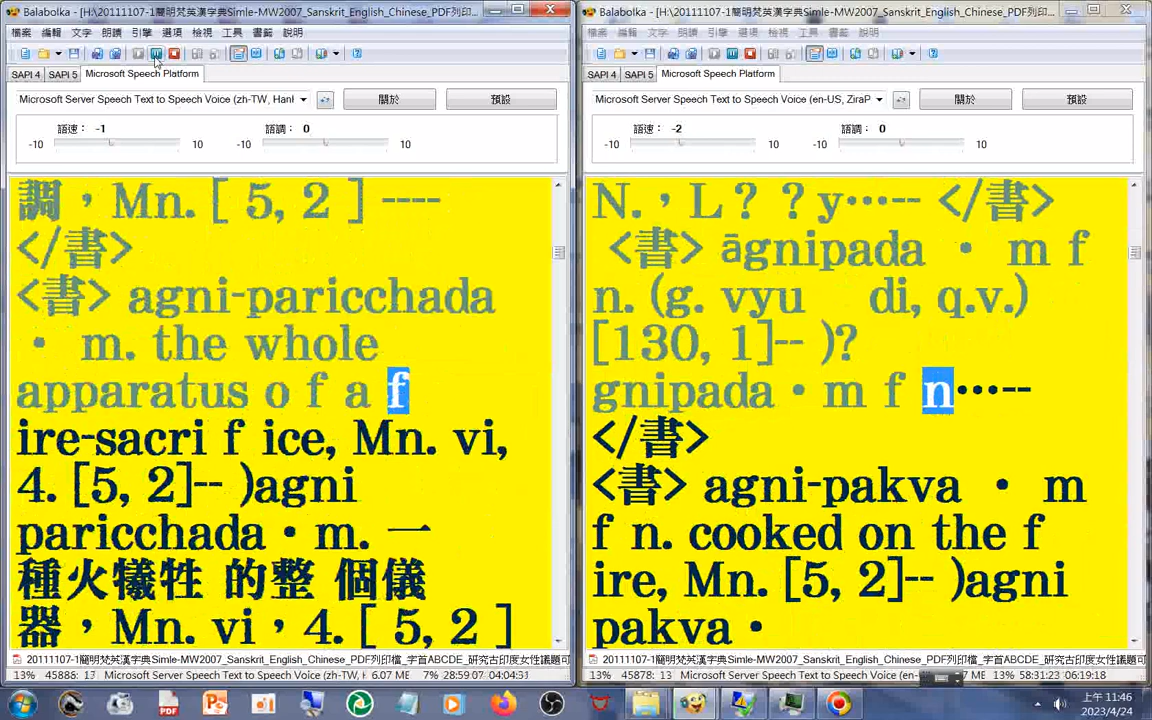 Balabolka - [H:\20111107-1簡明梵英漢字典Simle-MW2007_Sanskrit_English_Chinese_PDF列印...
檔案 編輯 文字 朗讀 引擎 選項 檢視 工具 書籤 說明
SAPI 4 SAPI 5 Microsoft Speech Platform
Microsoft Server Speech Text to Speech Voice (zh-TW, HanI
關於 預設
語速： -1 語調： 0
-10 10 -10 10
調，Mn. [ 5, 2 ] ----
</書>
<書> agni-paricchada
• m. the whole
apparatus o f a f
ire-sacri f ice, Mn. vi,
4. [5, 2]-- )agni
paricchada•m. 一
種火犧牲 的整 個儀
器，Mn. vi，4. [ 5, 2 ]
20111107-1簡明梵英漢字典Simle-MW2007_Sanskrit_English_Chinese_PDF列印檔_字首ABCDE_研究古印度女性議題可
13% 45886: 13 Microsoft Server Speech Text to Speech Voice (zh-TW, H 6.07 ME 7% 28:59:07 04:04:31
Balabolka - [H:\20111107-1簡明梵英漢字典Simle-MW2007_Sanskrit_English_Chinese_PDF列印...
檔案 編輯 文字 朗讀 引擎 選項 檢視 工具 書籤 說明
SAPI 4 SAPI 5 Microsoft Speech Platform
Microsoft Server Speech Text to Speech Voice (en-US, ZiraP
關於 預設
語速： -2 語調： 0
-10 10 -10 10
N.，L？？y…-- </書>
<書> āgnipada • m f
n. (g. vyu di, q.v.)
[130, 1]-- )?
gnipada•m f n…--
</書>
<書> agni-pakva • m
f n. cooked on the f
ire, Mn. [5, 2]-- )agni
pakva•
20111107-1簡明梵英漢字典Simle-MW2007_Sanskrit_English_Chinese_PDF列印檔_字首ABCDE_研究古印度女性議題可
13% 45878: 13 Microsoft Server Speech Text to Speech 13% 58:31:23 06:19:18
上午 11:46
2023/4/24